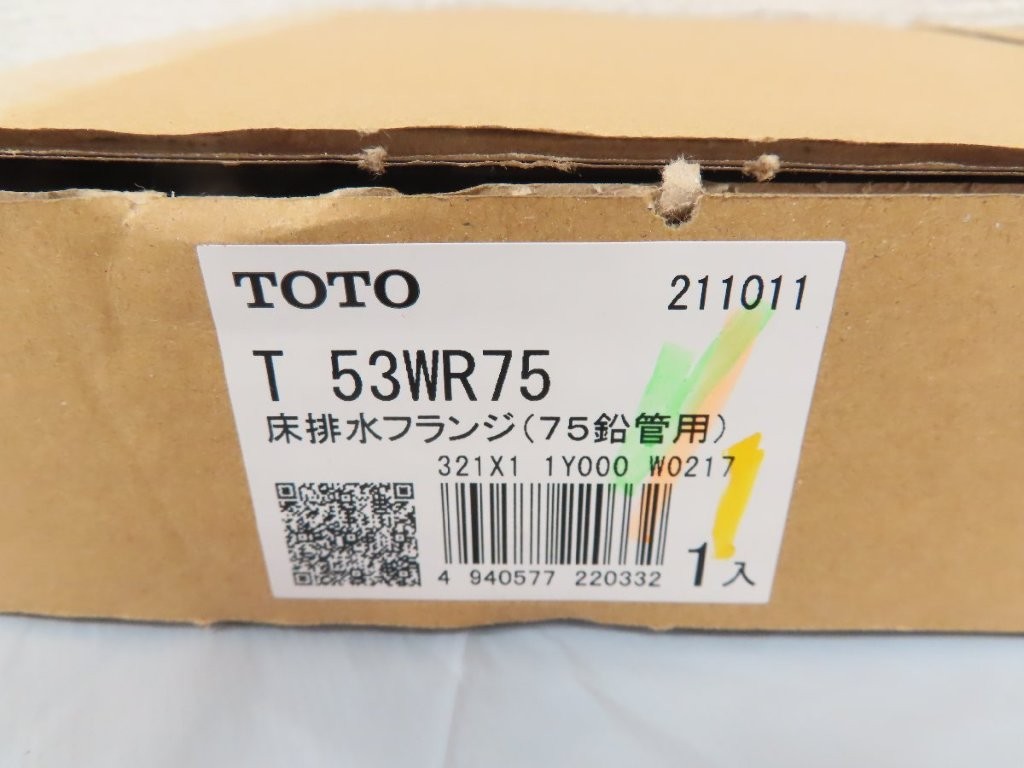 TOTO 211011
T 53WR75
床排水フランジ(75鉛管用)
321X1 1Y000 W0217
4 940577 220332
1入